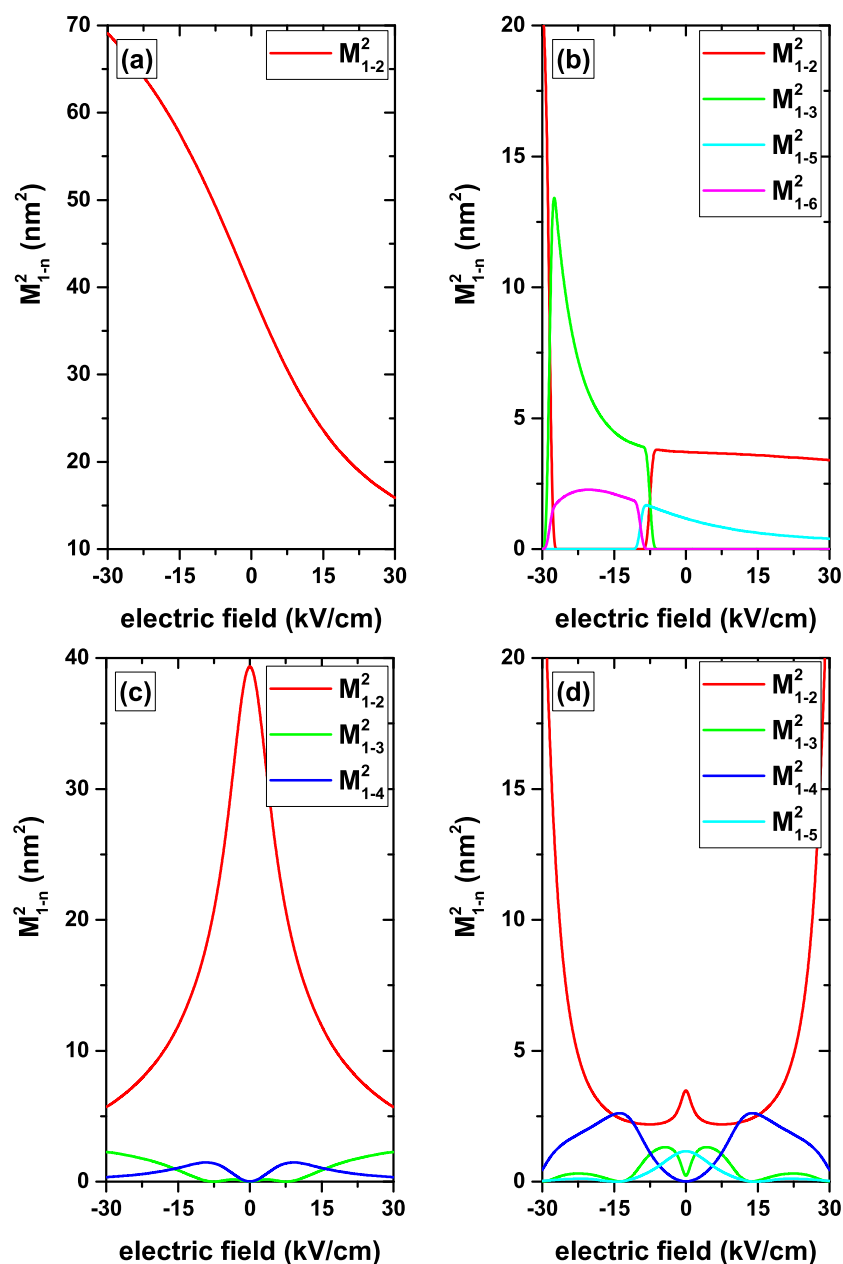 (a)
M²₁₋₂
70
60
50
40
30
20
10
M²₁₋ₙ (nm²)
-30 -15 0 15 30
electric field (kV/cm)
(b)
M²₁₋₂
M²₁₋₃
M²₁₋₅
M²₁₋₆
20
15
10
5
0
M²₁₋ₙ (nm²)
-30 -15 0 15 30
electric field (kV/cm)
(c)
M²₁₋₂
M²₁₋₃
M²₁₋₄
40
30
20
10
0
M²₁₋ₙ (nm²)
-30 -15 0 15 30
electric field (kV/cm)
(d)
M²₁₋₂
M²₁₋₃
M²₁₋₄
M²₁₋₅
20
15
10
5
0
M²₁₋ₙ (nm²)
-30 -15 0 15 30
electric field (kV/cm)